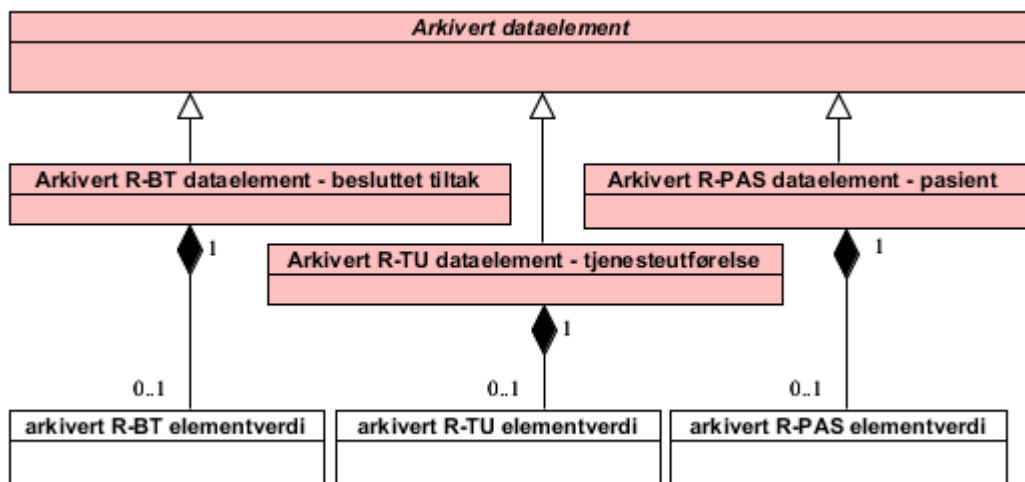 Arkivert dataelement
Arkivert R-BT dataelement - besluttet tiltak
Arkivert R-PAS dataelement - pasient
1
1
Arkivert R-TU dataelement - tjenesteutførelse
1
0..1
0..1
0..1
arkivert R-BT elementverdi
arkivert R-TU elementverdi
arkivert R-PAS elementverdi